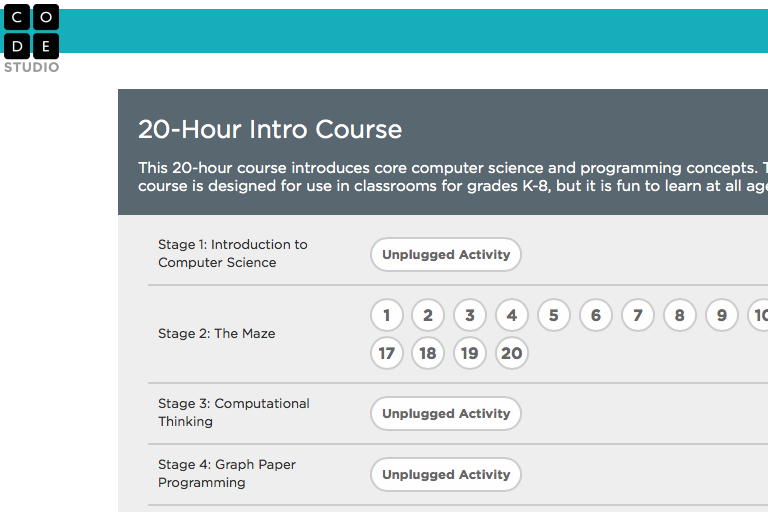 C O
D E
STUDIO
20-Hour Intro Course
This 20-hour course introduces core computer science and programming concepts. T
course is designed for use in classrooms for grades K-8, but it is fun to learn at all age
Stage 1: Introduction to
Computer Science
Unplugged Activity
Stage 2: The Maze
1 2 3 4 5 6 7 8 9 10
17 18 19 20
Stage 3: Computational
Thinking
Unplugged Activity
Stage 4: Graph Paper
Programming
Unplugged Activity